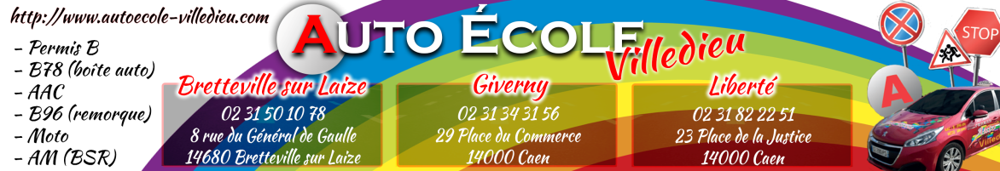 http://www.autoecole-villedieu.com
- Permis B
- B78 (boîte auto)
- AAC
- B96 (remorque)
- Moto
- AM (BSR)
AUTO ÉCOLE
Villedieu
Bretteville sur Laize
02 31 50 10 78
8 rue du Général de Gaulle
14680 Bretteville sur Laize
Giverny
02 31 34 31 56
29 Place du Commerce
14000 Caen
Liberté
02 31 82 22 51
23 Place de la Justice
14000 Caen
STOP
A